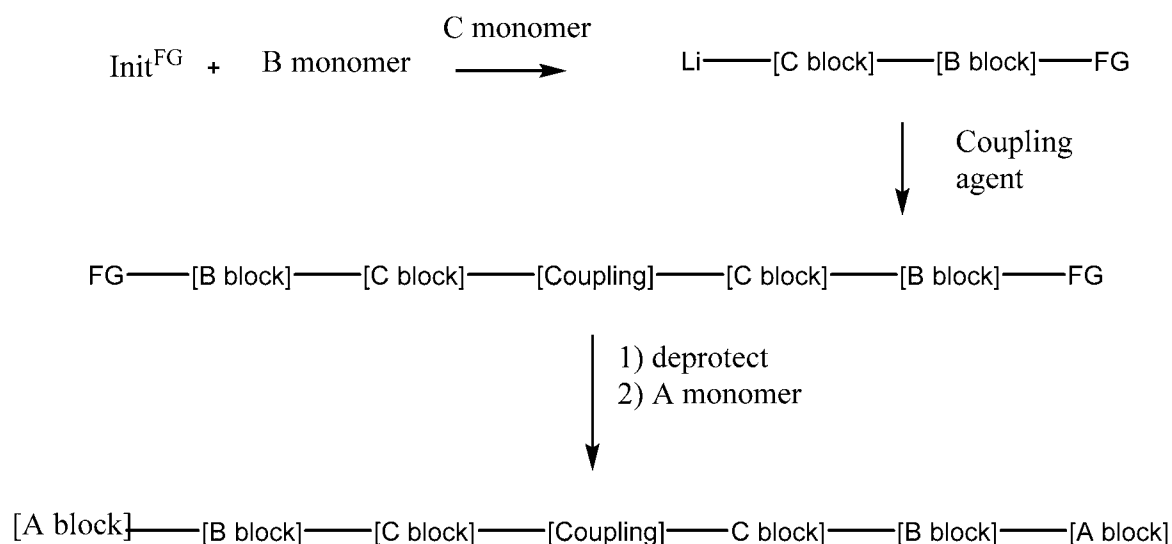 C monomer
Init^FG + B monomer
Li—[C block]—[B block]—FG
Coupling
agent
FG—[B block]—[C block]—[Coupling]—[C block]—[B block]—FG
1) deprotect
2) A monomer
[A block]—[B block]—[C block]—[Coupling]—C block]—[B block]—[A block]